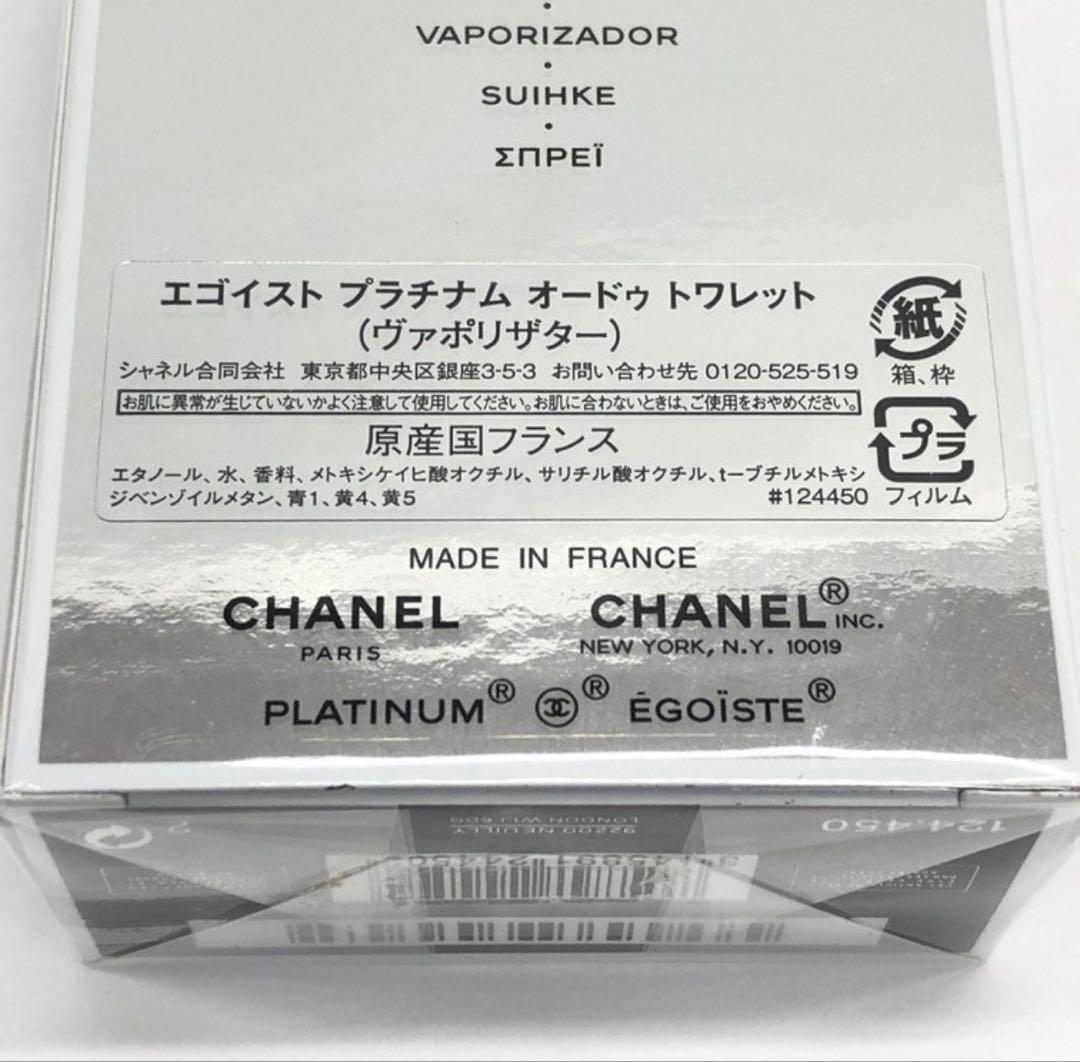 VAPORIZADOR
SUIHKE
ΣΠΡΕΪ
エゴイスト プラチナム オードゥ トワレット
(ヴァポリザター)
シャネル合同会社 東京都中央区銀座3-5-3 お問い合わせ先 0120-525-519
お肌に異常が生じていないかよく注意して使用してください。お肌に合わないときは、ご使用をおやめください。
原産国フランス
エタノール、水、香料、メトキシケイヒ酸オクチル、サリチル酸オクチル、t-ブチルメトキシ
ジベンゾイルメタン、青1、黄4、黄5 #124450
紙
箱、枠
プラ
フィルム
MADE IN FRANCE
CHANEL CHANEL® INC.
PARIS NEW YORK, N.Y. 10019
PLATINUM® ® ÉGOÏSTE®
92200 NEUILLY
LONDON W1J 6DG
124.450